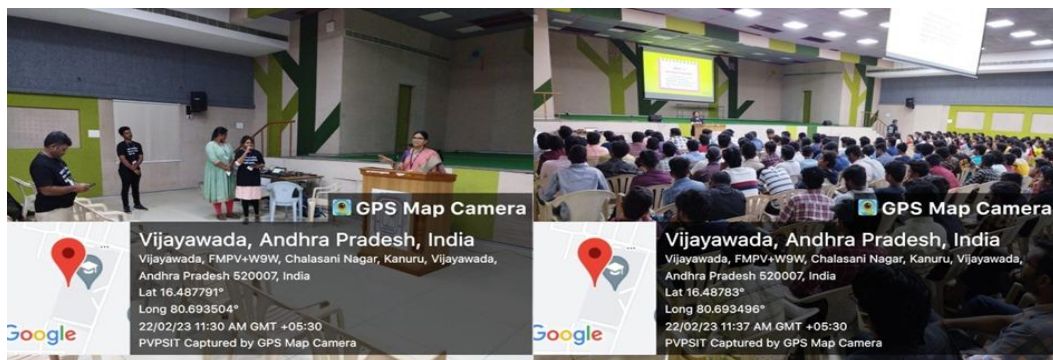 GPS Map Camera
Vijayawada, Andhra Pradesh, India
Vijayawada, FMPV+W9W, Chalasani Nagar, Kanuru, Vijayawada,
Andhra Pradesh 520007, India
Lat 16.487791°
Long 80.693504°
22/02/23 11:30 AM GMT +05:30
PVPSIT Captured by GPS Map Camera
Google
GPS Map Camera
Vijayawada, Andhra Pradesh, India
Vijayawada, FMPV+W9W, Chalasani Nagar, Kanuru, Vijayawada,
Andhra Pradesh 520007, India
Lat 16.48783°
Long 80.693496°
22/02/23 11:37 AM GMT +05:30
PVPSIT Captured by GPS Map Camera
Google